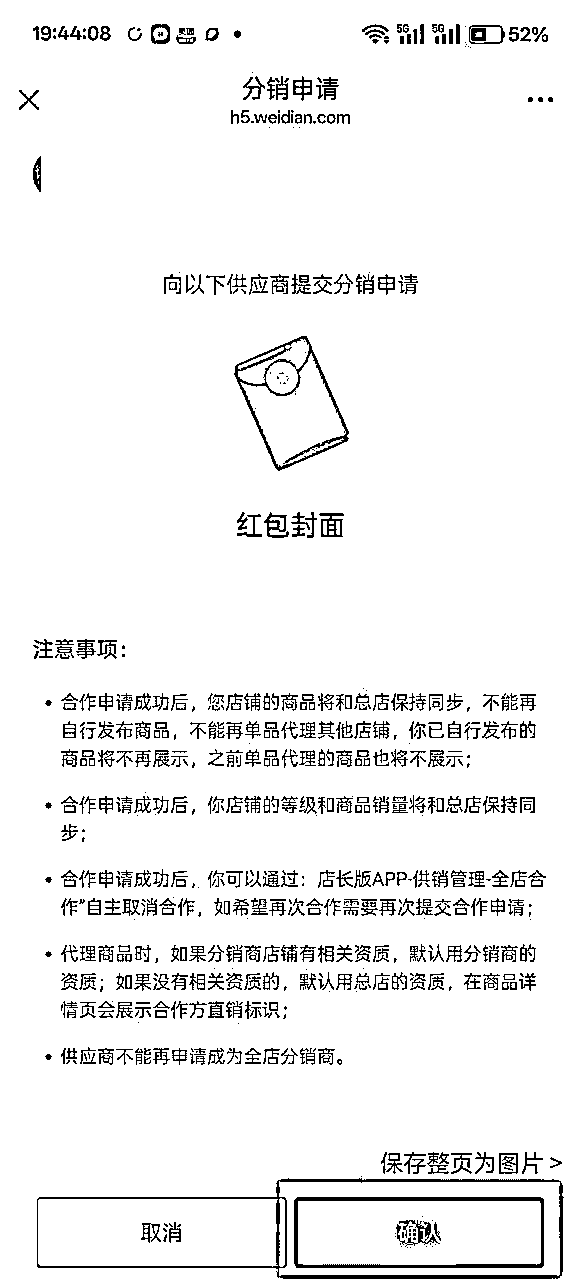 19:44:08
5G 5G 52%
分销申请
h5.weidian.com
向以下供应商提交分销申请
红包封面
注意事项：
• 合作申请成功后，您店铺的商品将和总店保持同步，不能再
自行发布商品，不能再单品代理其他店铺，你已自行发布的
商品将不再展示，之前单品代理的商品也将不展示；
• 合作申请成功后，你店铺的等级和商品销量将和总店保持同
步；
• 合作申请成功后，你可以通过：店长版APP-供销管理-全店合
作"自主取消合作，如希望再次合作需要再次提交合作申请；
• 代理商品时，如果分销商店铺有相关资质，默认用分销商的
资质；如果没有相关资质的，默认用总店的资质，在商品详
情页会展示合作方直销标识；
• 供应商不能再申请成为全店分销商。
保存整页为图片 >
取消
确认